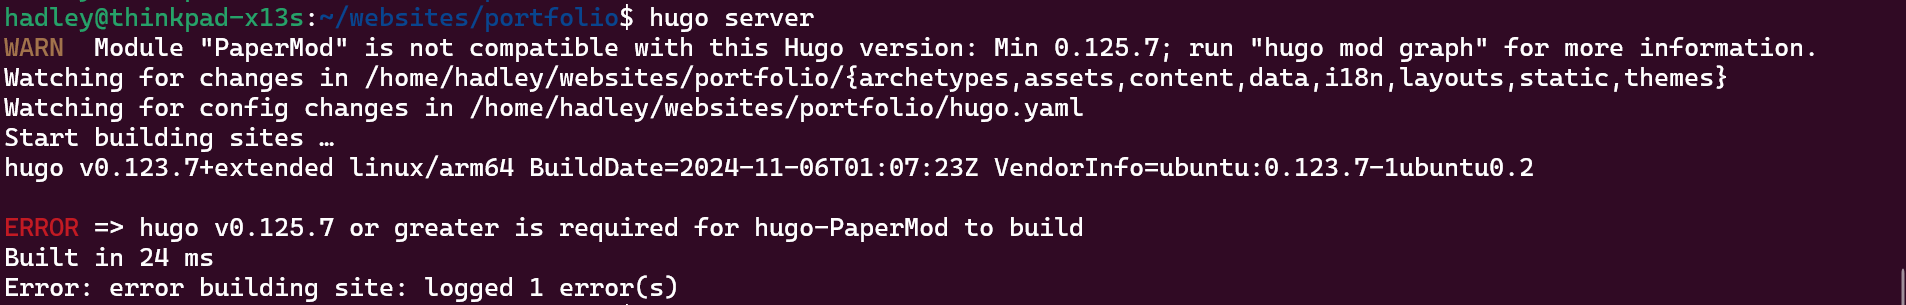 hadley@thinkpad-x13s:~/websites/portfolio$ hugo server
WARN  Module "PaperMod" is not compatible with this Hugo version: Min 0.125.7; run "hugo mod graph" for more information.
Watching for changes in /home/hadley/websites/portfolio/{archetypes,assets,content,data,i18n,layouts,static,themes}
Watching for config changes in /home/hadley/websites/portfolio/hugo.yaml
Start building sites …
hugo v0.123.7+extended linux/arm64 BuildDate=2024-11-06T01:07:23Z VendorInfo=ubuntu:0.123.7-1ubuntu0.2
ERROR => hugo v0.125.7 or greater is required for hugo-PaperMod to build
Built in 24 ms
Error: error building site: logged 1 error(s)